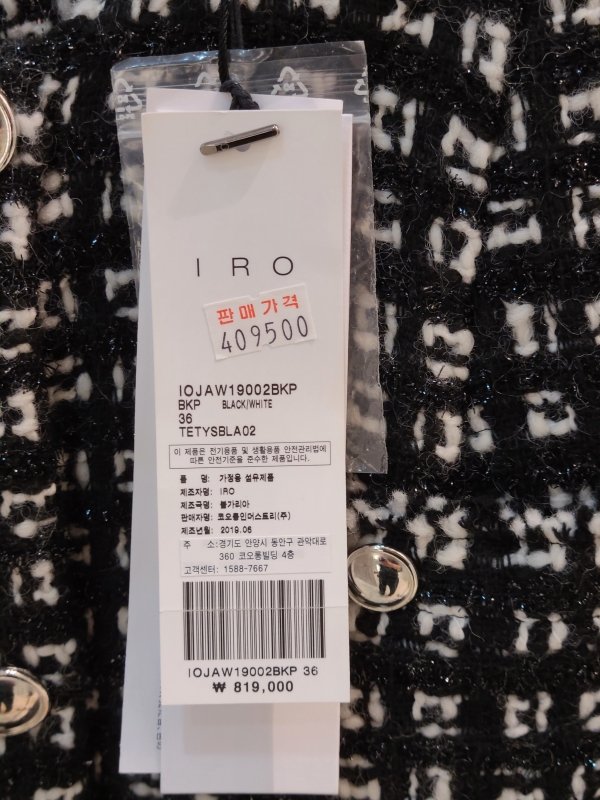 IRO
판매가격
409500
IOJAW19002BKP
BKP BLACK/WHITE
36
TETYSBLA02
이 제품은 전기용품 및 생활용품 안전관리법에
따른 안전기준을 준수한 제품입니다.
품 명: 가정용 섬유제품
제조자명: IRO
제조국명: 불가리아
판매자명: 코오롱인더스트리(주)
제조년월: 2019.06
주 소:경기도 안양시 동안구 관악대로
360 코오롱빌딩 4층
고객센터: 1588-7667
IOJAW19002BKP 36
₩ 819,000